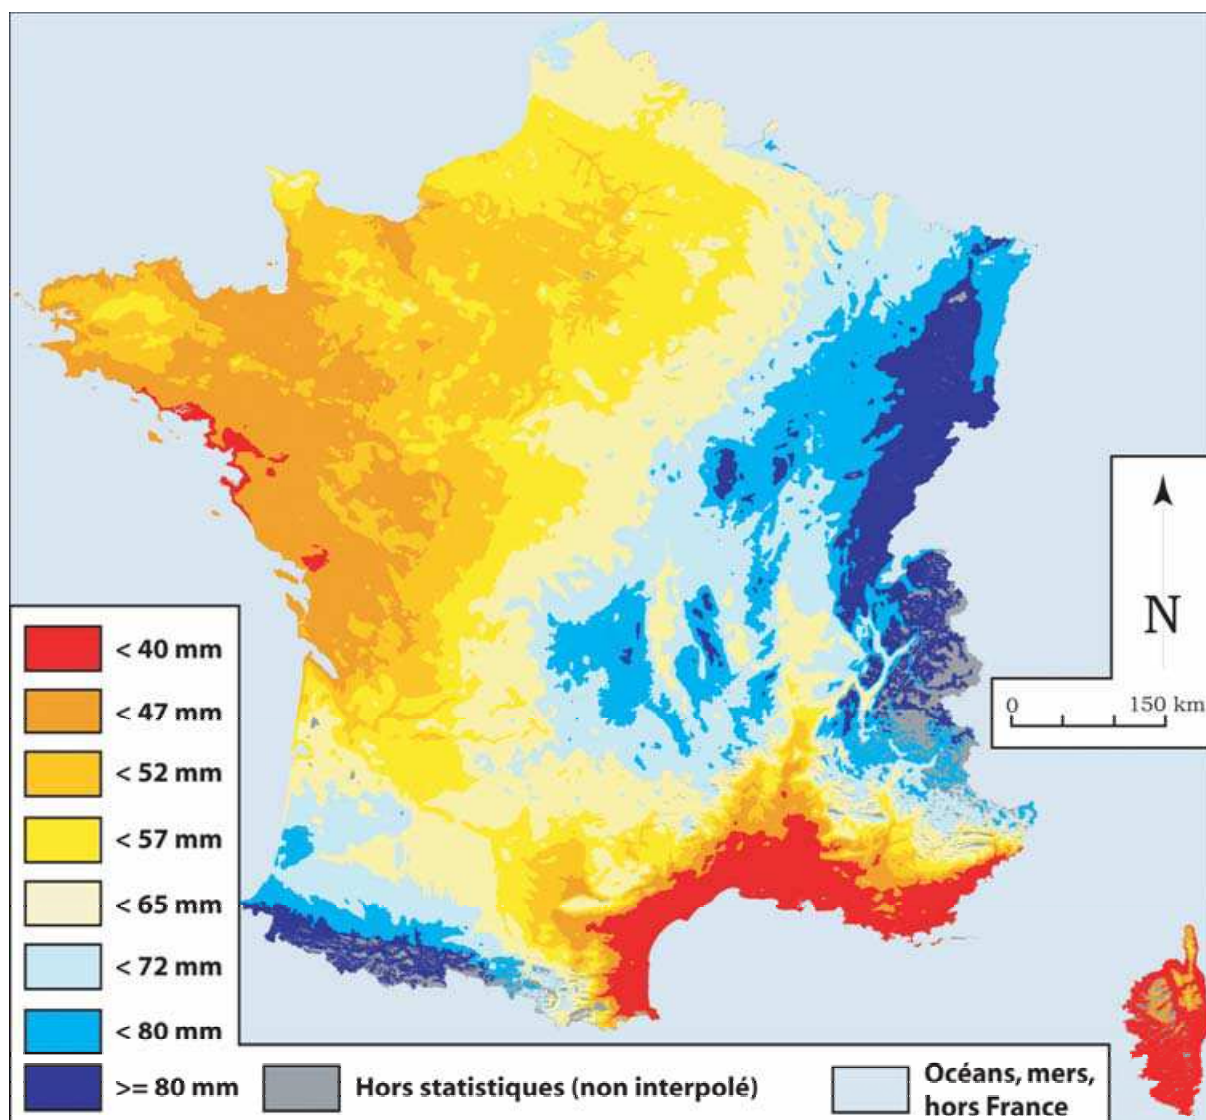 N
0 150 km
< 40 mm
< 47 mm
< 52 mm
< 57 mm
< 65 mm
< 72 mm
< 80 mm
>= 80 mm
Hors statistiques (non interpolé)
Océans, mers,
hors France